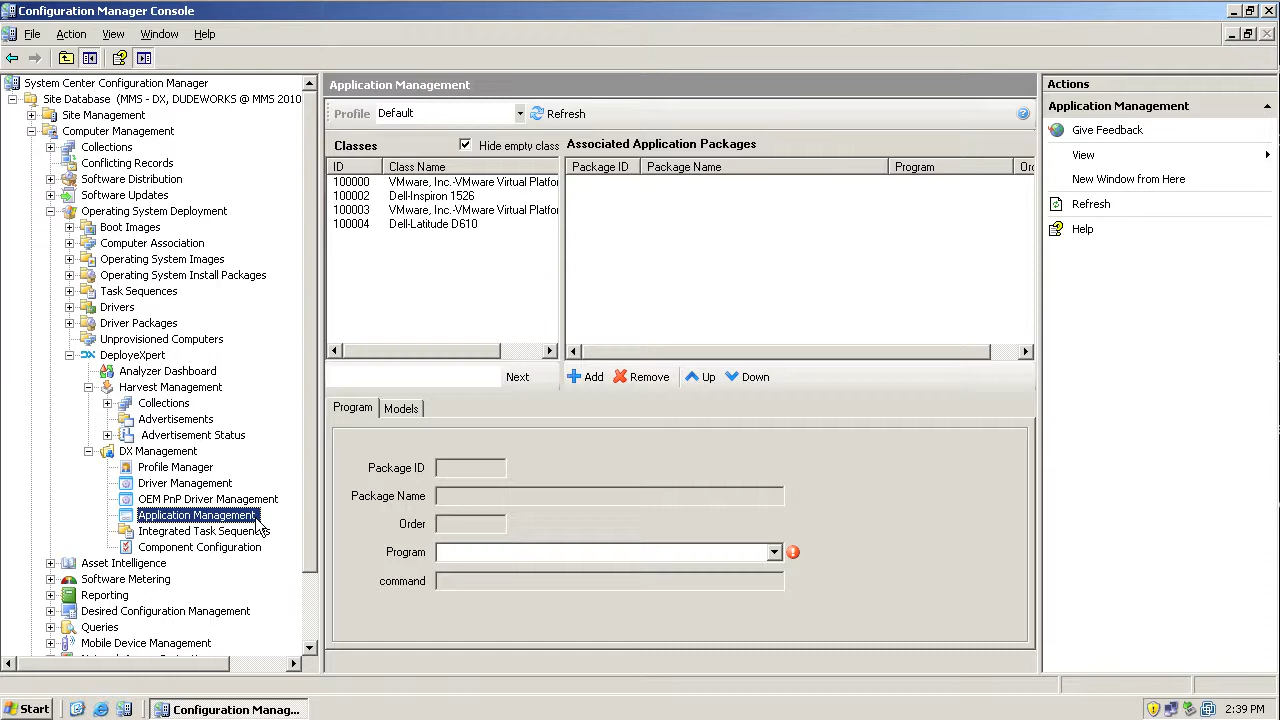 Configuration Manager Console
File Action View Window Help
System Center Configuration Manager
Site Database (MMS - DX, DUDEWORKS @ MMS 2010
Site Management
Computer Management
Collections
Conflicting Records
Software Distribution
Software Updates
Operating System Deployment
Boot Images
Computer Association
Operating System Images
Operating System Install Packages
Task Sequences
Drivers
Driver Packages
Unprovisioned Computers
DeployeXpert
Analyzer Dashboard
Harvest Management
Collections
Advertisements
Advertisement Status
DX Management
Profile Manager
Driver Management
OEM PnP Driver Management
Application Management
Integrated Task Sequences
Component Configuration
Asset Intelligence
Software Metering
Reporting
Desired Configuration Management
Queries
Mobile Device Management
Application Management
Profile Default Refresh
Classes Hide empty class
ID Class Name
100000 VMware, Inc.-VMware Virtual Platfo
100002 Dell-Inspiron 1526
100003 VMware, Inc.-VMware Virtual Platfo
100004 Dell-Latitude D610
Next
Associated Application Packages
Package ID Package Name Program Orc
Add Remove Up Down
Program Models
Package ID
Package Name
Order
Program
command
Actions
Application Management
Give Feedback
View
New Window from Here
Refresh
Help
Start Configuration Manag... 2:39 PM